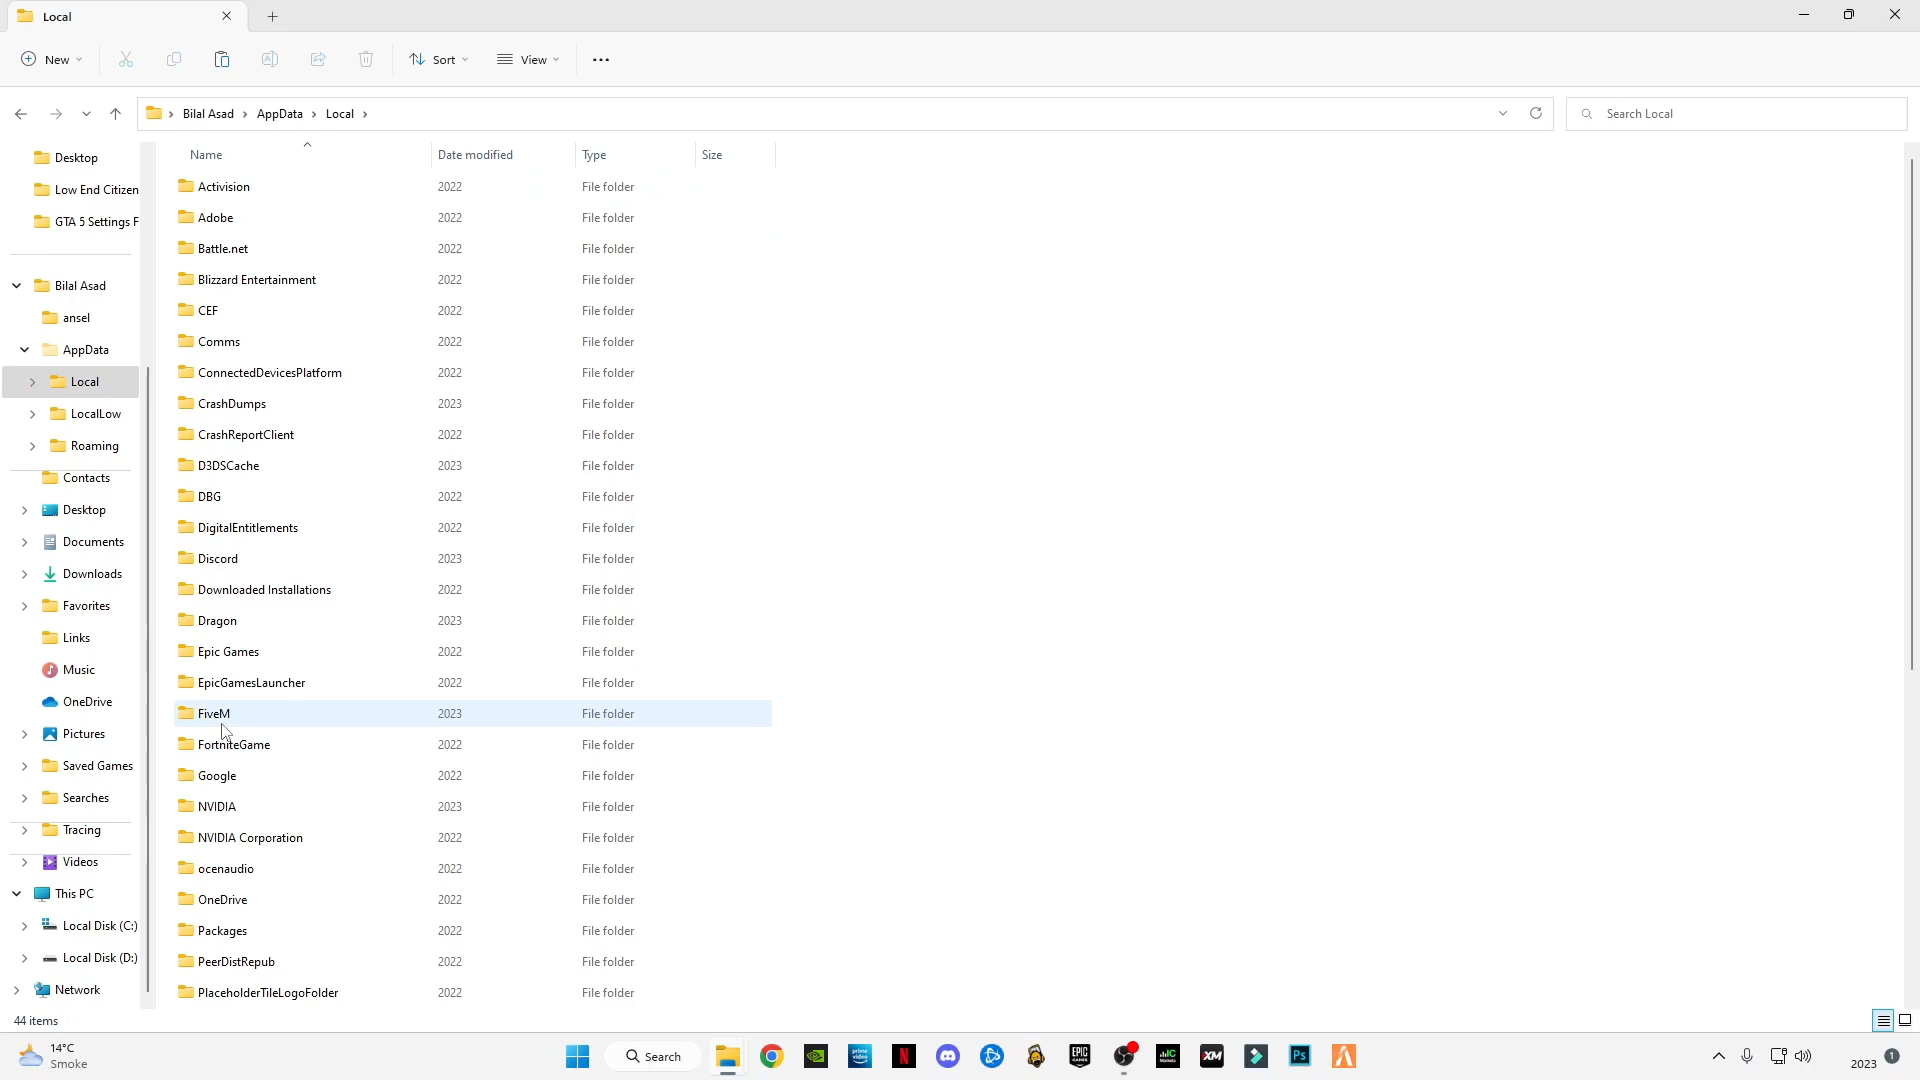 Local
New
Sort
View
Bilal Asad
AppData
Local
Search Local
Name
Date modified
Type
Size
Desktop
Low End Citizen
GTA 5 Settings F
Bilal Asad
ansel
AppData
Local
LocalLow
Roaming
Contacts
Desktop
Documents
Downloads
Favorites
Links
Music
OneDrive
Pictures
Saved Games
Searches
Tracing
Videos
This PC
Local Disk (C:)
Local Disk (D:)
Network
Activision 2022 File folder
Adobe 2022 File folder
Battle.net 2022 File folder
Blizzard Entertainment 2022 File folder
CEF 2022 File folder
Comms 2022 File folder
ConnectedDevicesPlatform 2022 File folder
CrashDumps 2023 File folder
CrashReportClient 2022 File folder
D3DSCache 2023 File folder
DBG 2022 File folder
DigitalEntitlements 2022 File folder
Discord 2023 File folder
Downloaded Installations 2022 File folder
Dragon 2023 File folder
Epic Games 2022 File folder
EpicGamesLauncher 2022 File folder
FiveM 2023 File folder
FortniteGame 2022 File folder
Google 2022 File folder
NVIDIA 2023 File folder
NVIDIA Corporation 2022 File folder
ocenaudio 2022 File folder
OneDrive 2022 File folder
Packages 2022 File folder
PeerDistRepub 2022 File folder
PlaceholderTileLogoFolder 2022 File folder
44 items
14°C
Smoke
Search
prime video
N
EPIC GAMES
XM
Ps
2023
1